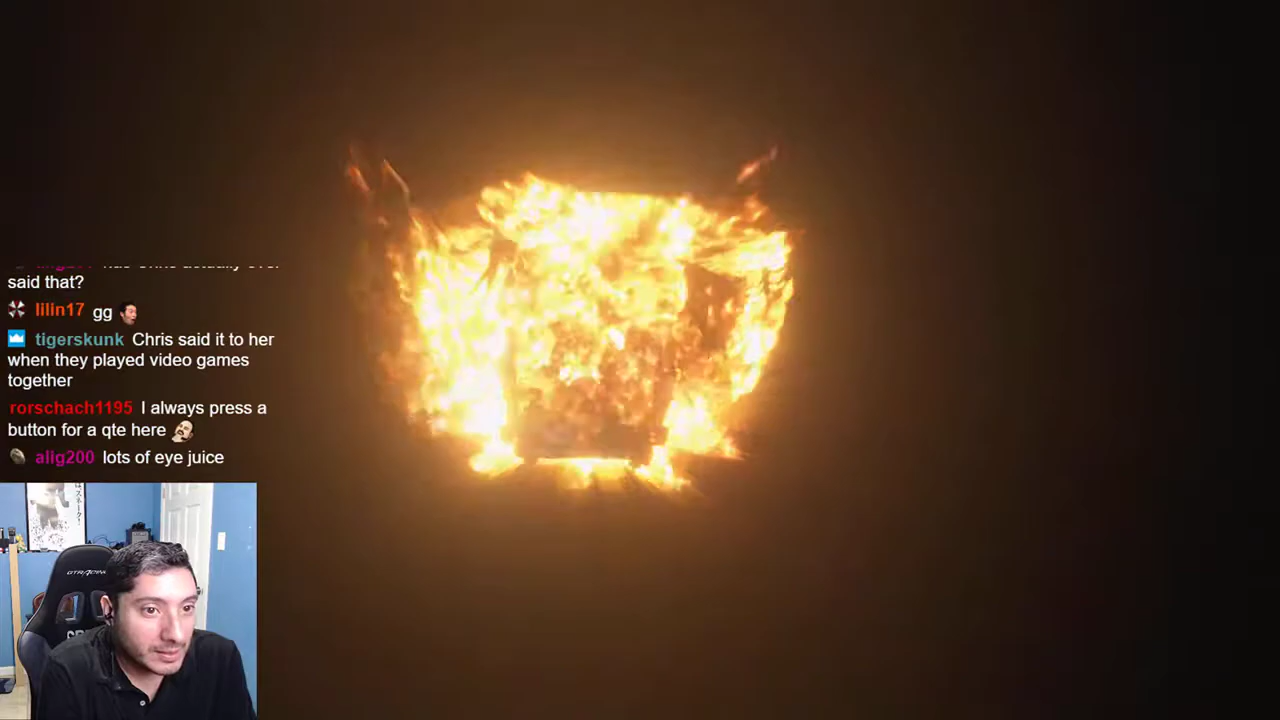 said that?
lilin17 gg
tigerskunk Chris said it to her
when they played video games
together
rorschach1195 I always press a
button for a qte here
alig200 lots of eye juice
GTRACING